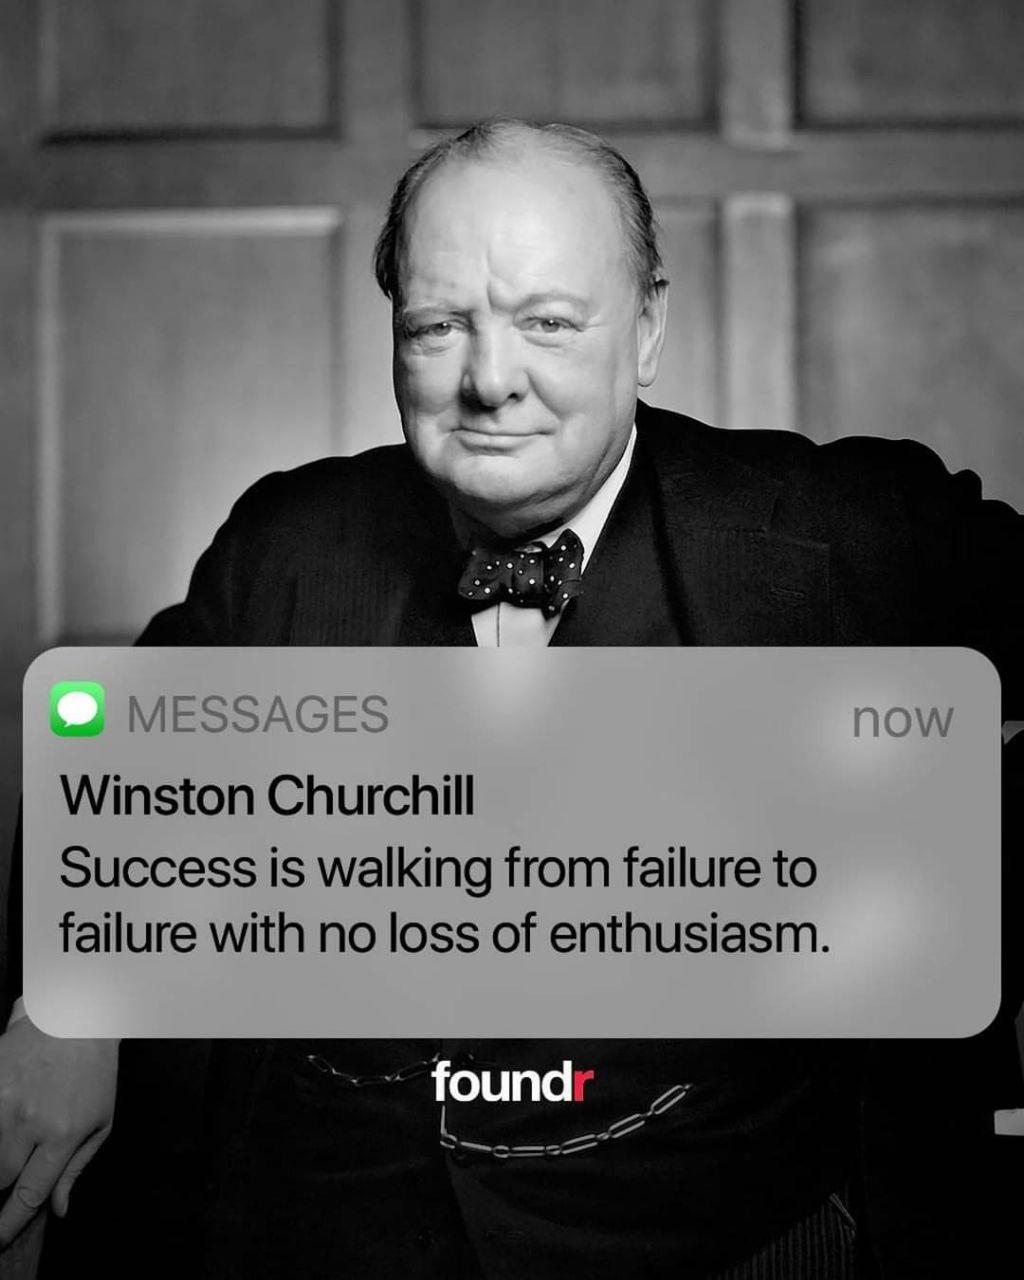 MESSAGES now
Winston Churchill
Success is walking from failure to
failure with no loss of enthusiasm.
foundr